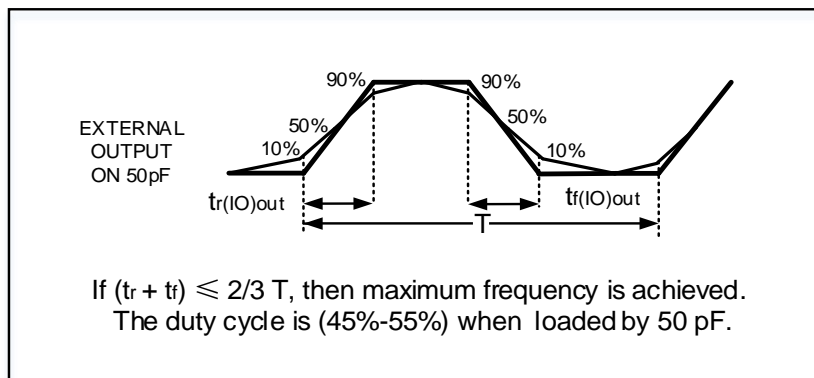 90%
90%
EXTERNAL
OUTPUT
ON 50pF
50%
50%
10%
10%
tr(IO)out
tf(IO)out
T
If (tr + tf) ≤ 2/3 T, then maximum frequency is achieved.
The duty cycle is (45%-55%) when loaded by 50 pF.